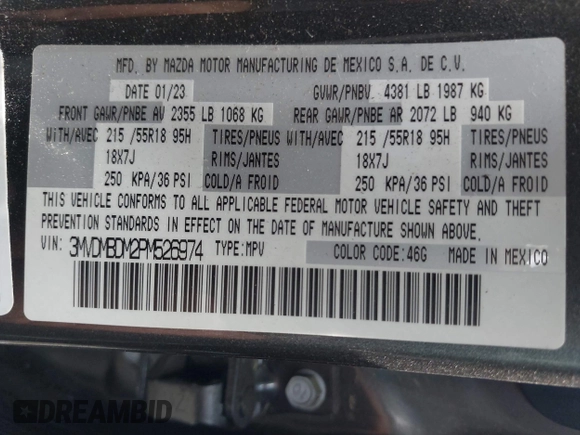 MFD. BY MAZDA MOTOR MANUFACTURING DE MEXICO S.A. DE C.V.
DATE 01/23 GVWR/PNBV. 4381 LB 1987 KG
FRONT GAWR/PNBE AV 2355 LB 1068 KG REAR GAWR/PNBE AR 2072 LB 940 KG
WITH/AVEC 215 /55R18 95H TIRES/PNEUS WITH/AVEC 215 /55R18 95H TIRES/PNEUS
18X7J RIMS/JANTES 18X7J RIMS/JANTES
250 KPA/36 PSI COLD/A FROID 250 KPA/36 PSI COLD/A FROID
THIS VEHICLE CONFORMS TO ALL APPLICABLE FEDERAL MOTOR VEHICLE SAFETY AND THEFT
PREVENTION STANDARDS IN EFFECT ON THE DATE OF MANUFACTURE SHOWN ABOVE.
VIN: 3MVDMBDM2PM526974 TYPE: MPV COLOR CODE: 46G MADE IN MEXICO
DREAMBID